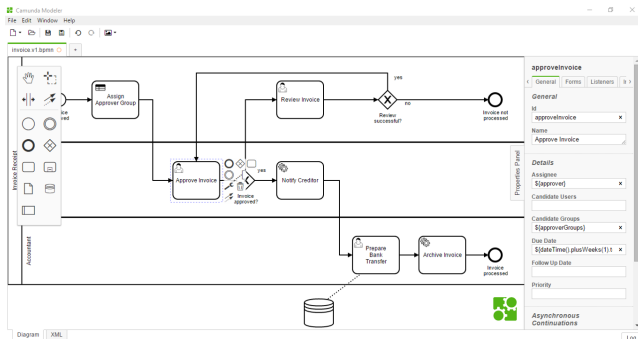 Camunda Modeler
File Edit Window Help
invoice.v1.bpmn
+
Invoice Receipt
Assign
Approver Group
Review Invoice
yes
no
Review
successful?
Invoice not
processed
Approve Invoice
yes
Invoice
approved?
Notify Creditor
Accountant
Prepare
Bank
Transfer
Archive Invoice
Invoice
processed
Properties Panel
approveInvoice
General Forms Listeners
General
Id
approveInvoice
Name
Approve Invoice
Details
Assignee
${approver}
Candidate Users
Candidate Groups
${approverGroups}
Due Date
${dateTime().plusWeeks(1).t
Follow Up Date
Priority
Asynchronous
Continuations
Diagram XML
Log